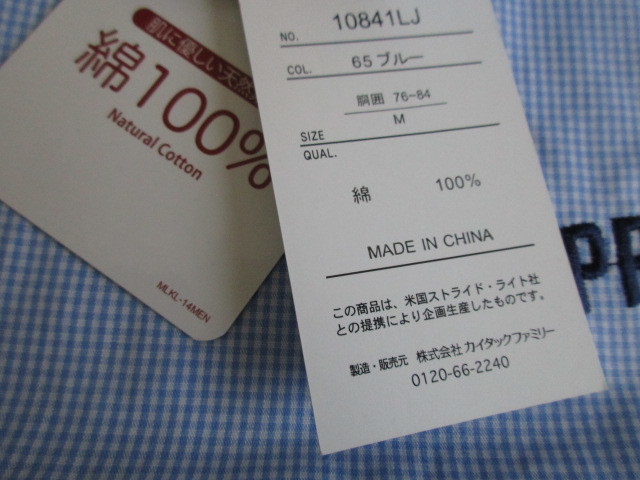 肌に優しい天然
綿100%
Natural Cotton
MLKL-14MEN
NO. 10841LJ
COL. 65ブルー
胴囲 76-84
SIZE M
QUAL.
綿 100%
MADE IN CHINA
この商品は、米国ストライド・ライト社
との提携により企画生産したものです。
製造・販売元 株式会社カイタックファミリー
0120-66-2240
PP